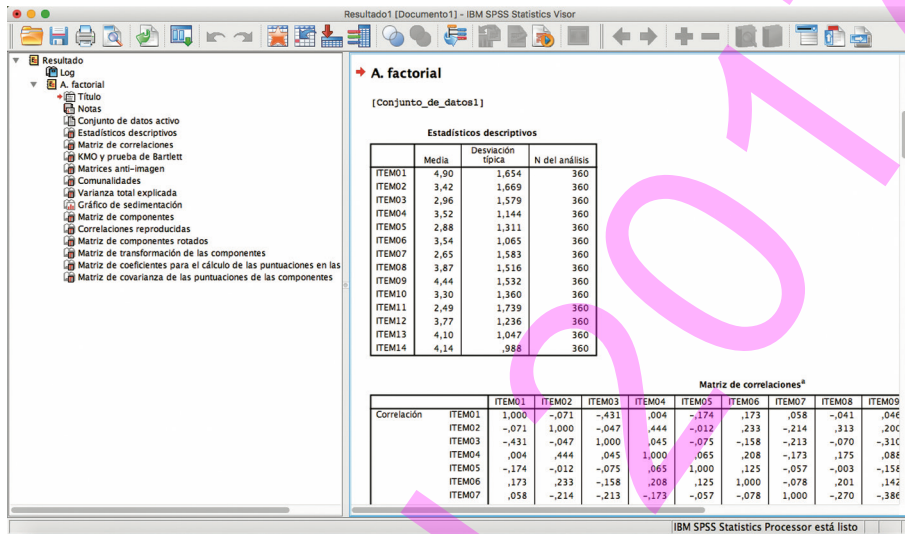 Resultado1 [Documento1] - IBM SPSS Statistics Visor
Resultado
Log
A. factorial
Título
Notas
Conjunto de datos activo
Estadísticos descriptivos
Matriz de correlaciones
KMO y prueba de Bartlett
Matrices anti-imagen
Comunalidades
Varianza total explicada
Gráfico de sedimentación
Matriz de componentes
Correlaciones reproducidas
Matriz de componentes rotados
Matriz de transformación de las componentes
Matriz de coeficientes para el cálculo de las puntuaciones en las
Matriz de covarianza de las puntuaciones de las componentes
A. factorial
[Conjunto_de_datos1]
Estadísticos descriptivos
Media Desviación típica N del análisis
ITEM01 4,90 1,654 360
ITEM02 3,42 1,669 360
ITEM03 2,96 1,579 360
ITEM04 3,52 1,144 360
ITEM05 2,88 1,311 360
ITEM06 3,54 1,065 360
ITEM07 2,65 1,583 360
ITEM08 3,87 1,516 360
ITEM09 4,44 1,532 360
ITEM10 3,30 1,360 360
ITEM11 2,49 1,739 360
ITEM12 3,77 1,236 360
ITEM13 4,10 1,047 360
ITEM14 4,14 ,988 360
Matriz de correlacionesa
ITEM01 ITEM02 ITEM03 ITEM04 ITEM05 ITEM06 ITEM07 ITEM08 ITEM09
Correlación ITEM01 1,000 -,071 -,431 ,004 -,174 ,173 ,058 -,041 ,206
ITEM02 -,071 1,000 -,047 ,444 -,012 ,233 -,214 ,313 ,040
ITEM03 -,431 -,047 1,000 ,045 -,075 -,158 -,213 -,070 -,310
ITEM04 ,004 ,444 ,045 1,000 ,065 ,208 -,173 ,175 ,088
ITEM05 -,174 -,012 -,075 ,065 1,000 ,125 -,057 -,003 -,158
ITEM06 ,173 ,233 -,158 ,208 ,125 1,000 -,078 ,201 ,142
ITEM07 ,058 -,214 -,213 -,173 -,057 -,078 1,000 -,270 -,386
IBM SPSS Statistics Processor está listo